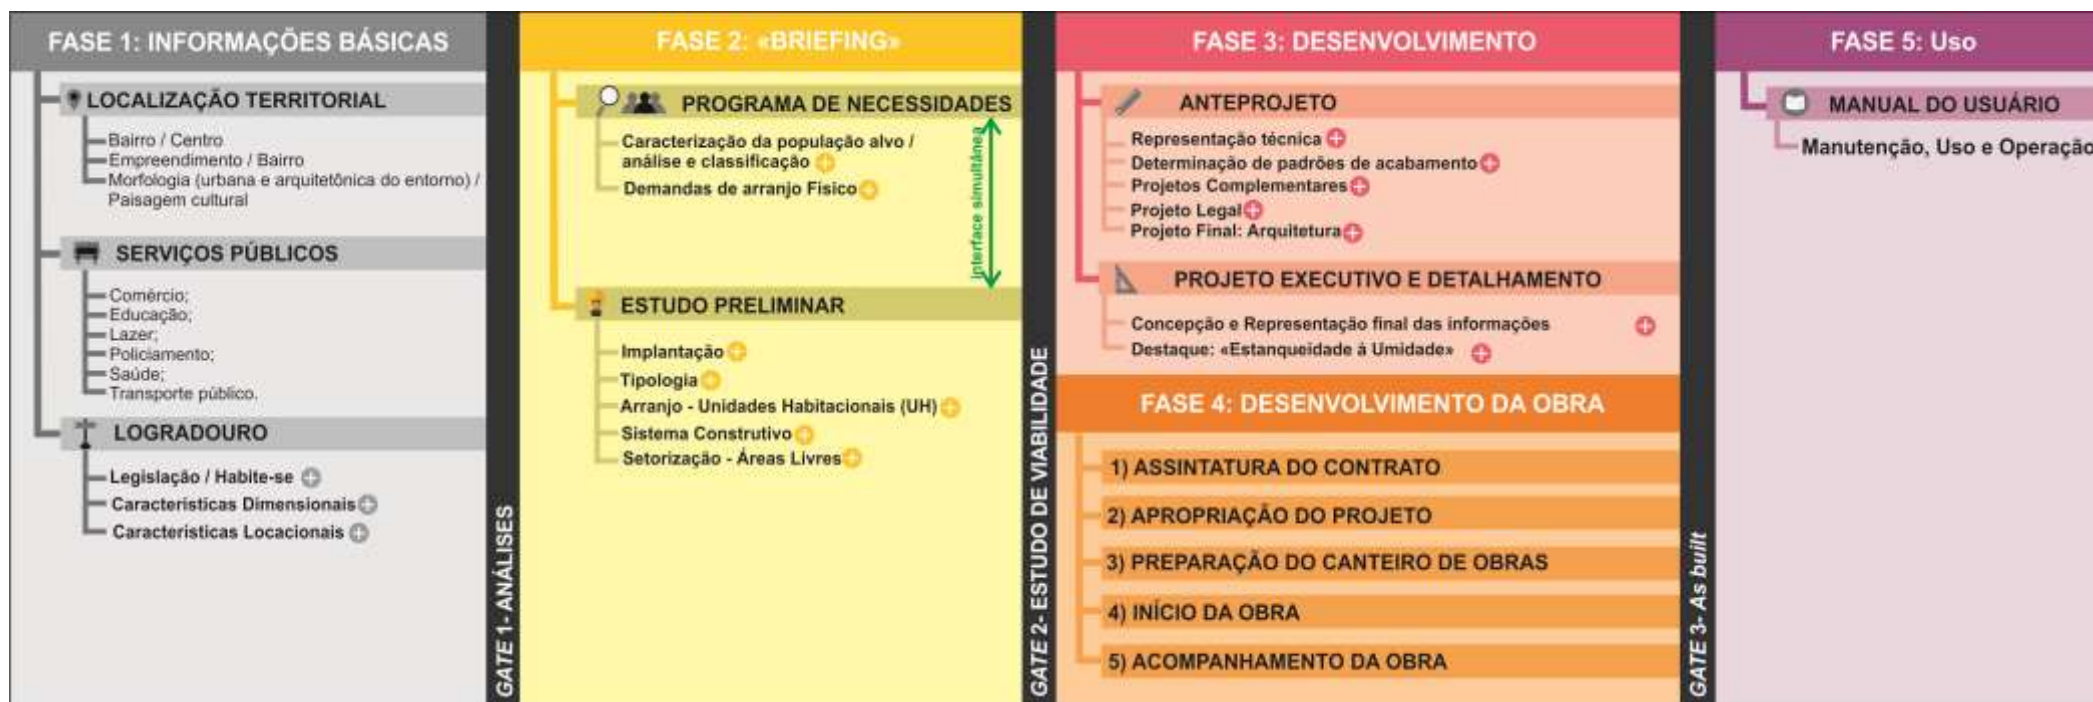 FASE 1: INFORMAÇÕES BÁSICAS
LOCALIZAÇÃO TERRITORIAL
Bairro / Centro
Empreendimento / Bairro
Morfologia (urbana e arquitetônica do entorno) /
Paisagem cultural
SERVIÇOS PÚBLICOS
Comércio;
Educação;
Lazer;
Policiamento;
Saúde;
Transporte público.
LOGRADOURO
Legislação / Habite-se
Características Dimensionais
Características Locacionais
GATE 1- ANÁLISES
FASE 2: «BRIEFING»
PROGRAMA DE NECESSIDADES
Caracterização da população alvo /
análise e classificação
Demandas de arranjo Físico
interface simultânea
ESTUDO PRELIMINAR
Implantação
Tipologia
Arranjo - Unidades Habitacionais (UH)
Sistema Construtivo
Setorização - Áreas Livres
GATE 2- ESTUDO DE VIABILIDADE
FASE 3: DESENVOLVIMENTO
ANTEPROJETO
Representação técnica
Determinação de padrões de acabamento
Projetos Complementares
Projeto Legal
Projeto Final: Arquitetura
PROJETO EXECUTIVO E DETALHAMENTO
Concepção e Representação final das informações
Destaque: «Estanqueidade à Umidade»
FASE 4: DESENVOLVIMENTO DA OBRA
1) ASSINTATURA DO CONTRATO
2) APROPRIAÇÃO DO PROJETO
3) PREPARAÇÃO DO CANTEIRO DE OBRAS
4) INÍCIO DA OBRA
5) ACOMPANHAMENTO DA OBRA
GATE 3- As built
FASE 5: Uso
MANUAL DO USUÁRIO
Manutenção, Uso e Operação